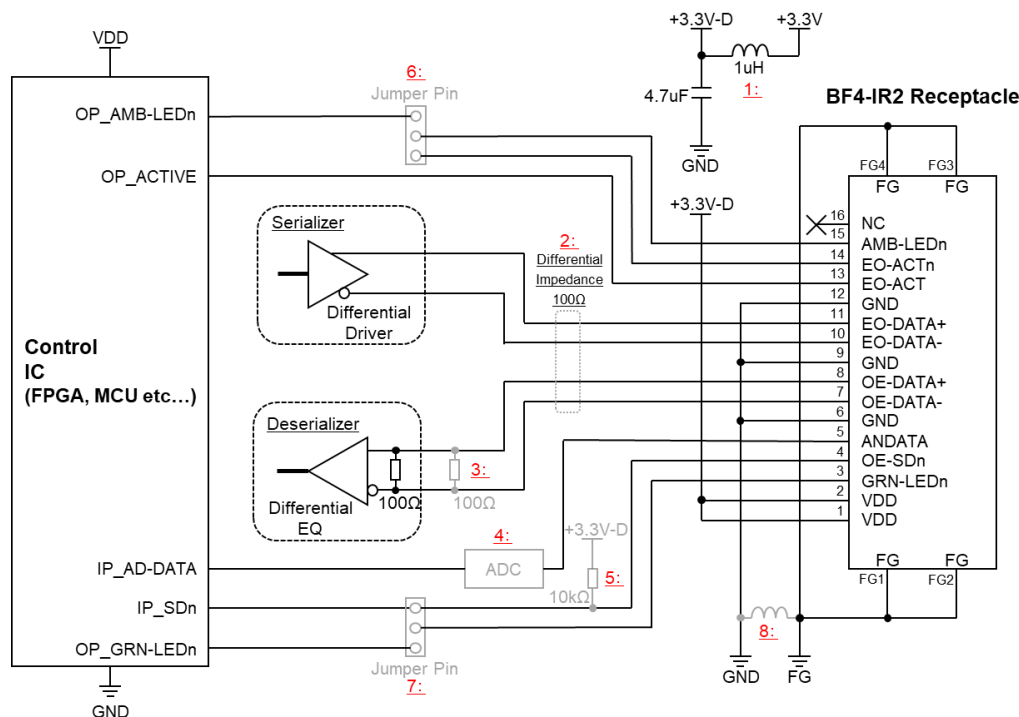 +3.3V-D
+3.3V
VDD
6:
Jumper Pin
1uH
1:
4.7uF
GND
BF4-IR2 Receptacle
OP_AMB-LEDn
OP_ACTIVE
FG4
FG3
FG
FG
+3.3V-D
16
NC
15
AMB-LEDn
14
EO-ACTn
13
EO-ACT
12
GND
11
EO-DATA+
10
EO-DATA-
9
GND
8
OE-DATA+
7
OE-DATA-
6
GND
5
ANDATA
4
OE-SDn
3
GRN-LEDn
2
VDD
1
VDD
Serializer
Differential
Driver
2:
Differential
Impedance
100Ω
Control
IC
(FPGA, MCU etc…)
Deserializer
Differential
EQ
100Ω
3:
100Ω
4:
ADC
+3.3V-D
5:
10kΩ
IP_AD-DATA
IP_SDn
OP_GRN-LEDn
Jumper Pin
7:
FG
FG
FG1
FG2
8:
GND
FG
GND